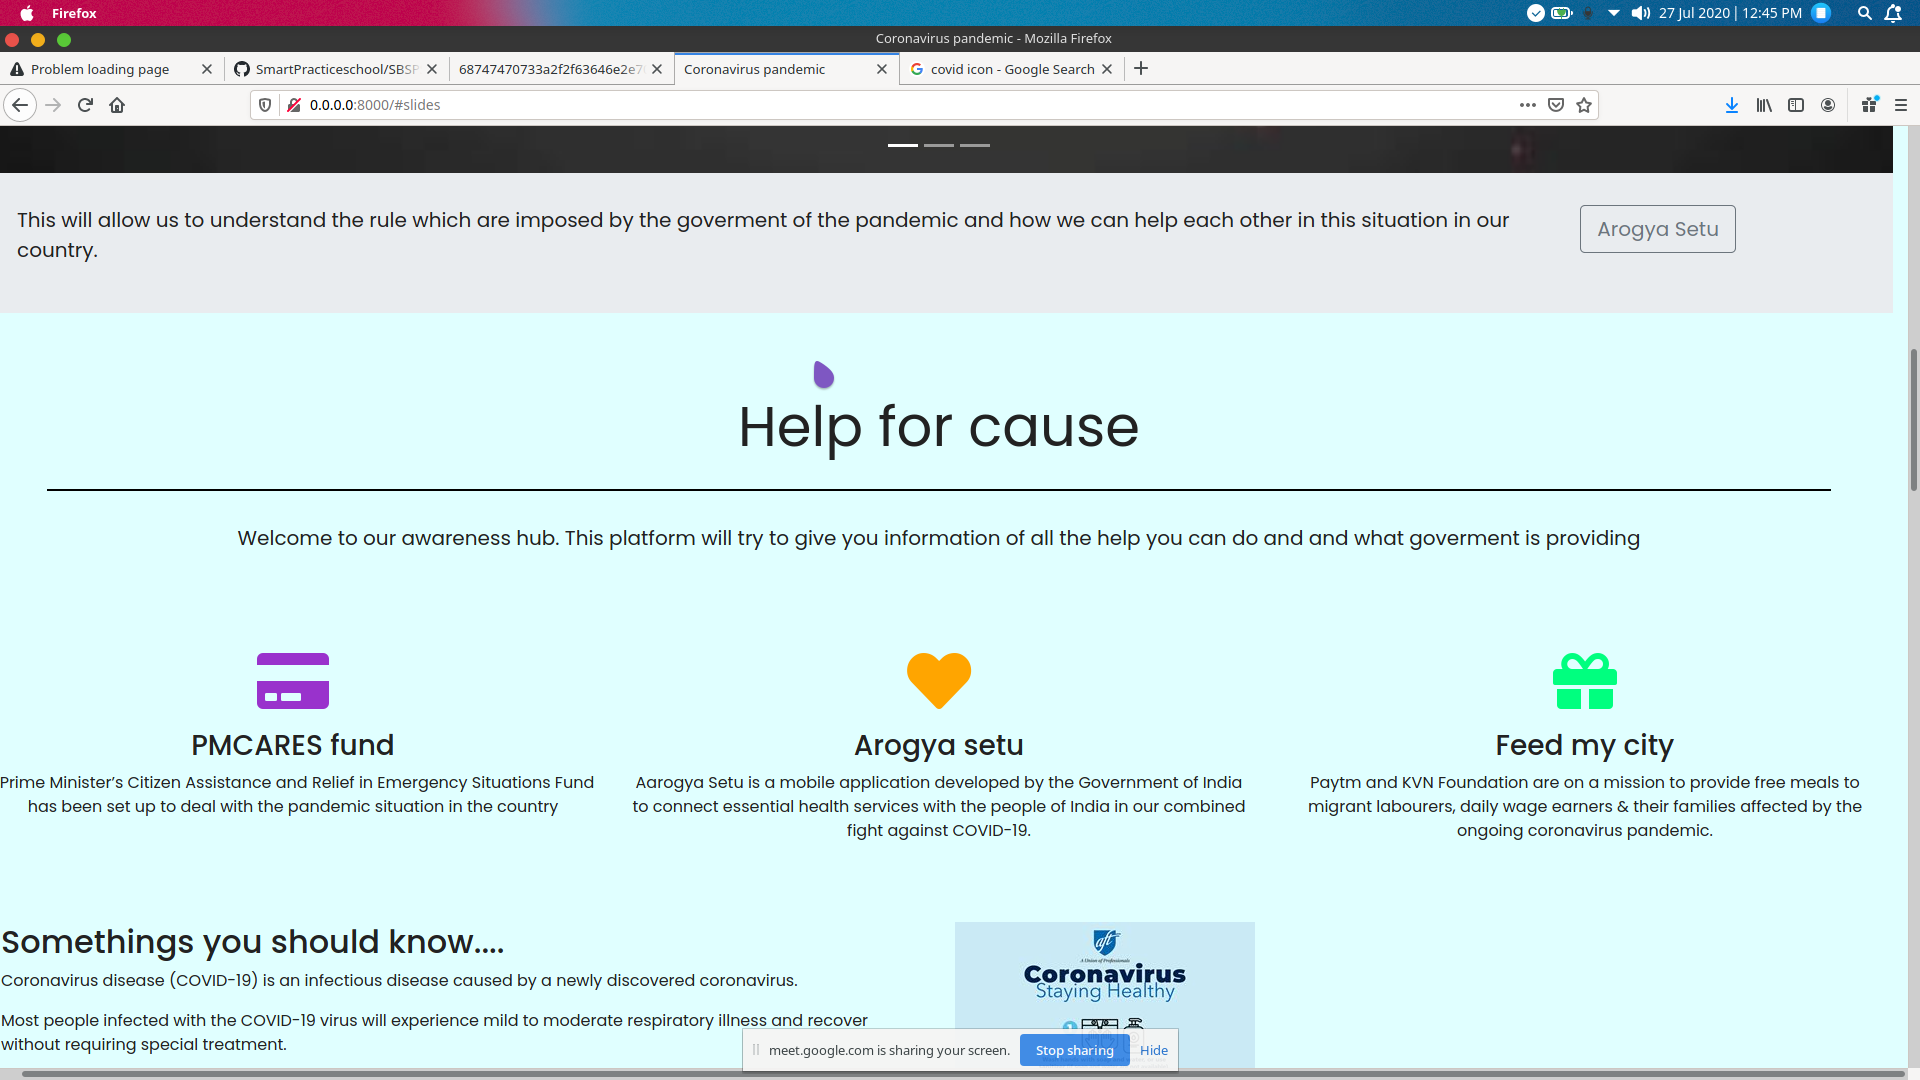 Firefox
27 Jul 2020 | 12:45 PM
Coronavirus pandemic - Mozilla Firefox
Problem loading page
SmartPracticeschool/SBSP
68747470733a2f2f63646e2e7
Coronavirus pandemic
covid icon - Google Search
0.0.0.0:8000/#slides
This will allow us to understand the rule which are imposed by the goverment of the pandemic and how we can help each other in this situation in our
country.
Arogya Setu
Help for cause
Welcome to our awareness hub. This platform will try to give you information of all the help you can do and and what goverment is providing
PMCARES fund
Prime Minister’s Citizen Assistance and Relief in Emergency Situations Fund
has been set up to deal with the pandemic situation in the country
Arogya setu
Aarogya Setu is a mobile application developed by the Government of India
to connect essential health services with the people of India in our combined
fight against COVID-19.
Feed my city
Paytm and KVN Foundation are on a mission to provide free meals to
migrant labourers, daily wage earners & their families affected by the
ongoing coronavirus pandemic.
Somethings you should know....
Coronavirus disease (COVID-19) is an infectious disease caused by a newly discovered coronavirus.
Most people infected with the COVID-19 virus will experience mild to moderate respiratory illness and recover
without requiring special treatment.
aft
A Union of Professionals
Coronavirus
Staying Healthy
meet.google.com is sharing your screen.
Stop sharing
Hide